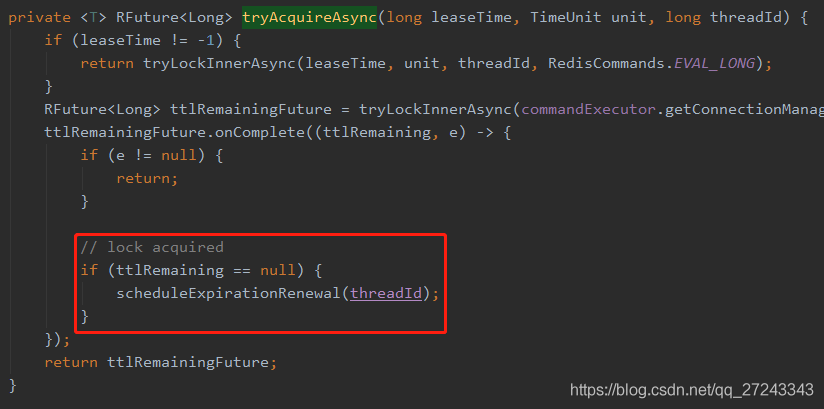 private <T> RFuture<Long> tryAcquireAsync(long leaseTime, TimeUnit unit, long threadId) {
if (leaseTime != -1) {
return tryLockInnerAsync(leaseTime, unit, threadId, RedisCommands.EVAL_LONG);
}
RFuture<Long> ttlRemainingFuture = tryLockInnerAsync(commandExecutor.getConnectionManag
ttlRemainingFuture.onComplete((ttlRemaining, e) -> {
if (e != null) {
return;
}
// lock acquired
if (ttlRemaining == null) {
scheduleExpirationRenewal(threadId);
}
});
return ttlRemainingFuture;
}
https://blog.csdn.net/qq_27243343